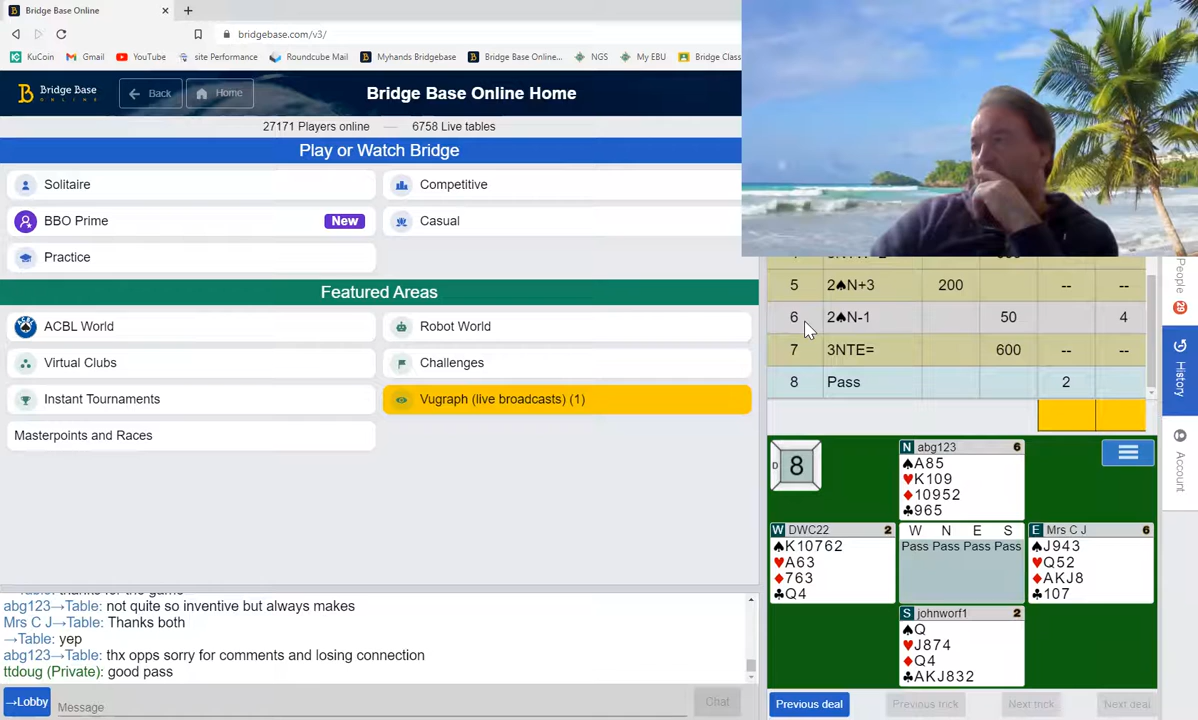 Bridge Base Online
bridgebase.com/v3/
KuCoin Gmail YouTube site Performance Roundcube Mail Myhands Bridgebase Bridge Base Online... NGS My EBU Bridge Class
Bridge Base Online
Back
Home
Bridge Base Online Home
27171 Players online — 6758 Live tables
Play or Watch Bridge
Solitaire
Competitive
BBO Prime New
Casual
Practice
Featured Areas
ACBL World
Robot World
Virtual Clubs
Challenges
Instant Tournaments
Vugraph (live broadcasts) (1)
Masterpoints and Races
abg123→Table: not quite so inventive but always makes
Mrs C J→Table: Thanks both
→Table: yep
abg123→Table: thx opps sorry for comments and losing connection
ttdoug (Private): good pass
→Lobby
Message
Chat
5 2♠N+3 200 -- --
6 2♠N-1 50 4
7 3NTE= 600 -- --
8 Pass 2
D 8
N abg123 6
♠A85
♥K109
♦10952
♣965
W DWC22 2
♠K10762
♥A63
♦763
♣Q4
W N E S
Pass Pass Pass Pass
E Mrs C J 6
♠J943
♥Q52
♦AKJ8
♣107
S johnworf1 2
♠Q
♥J874
♦Q4
♣AKJ832
Previous deal
Previous trick
Next trick
Next deal
People
29
History
Account